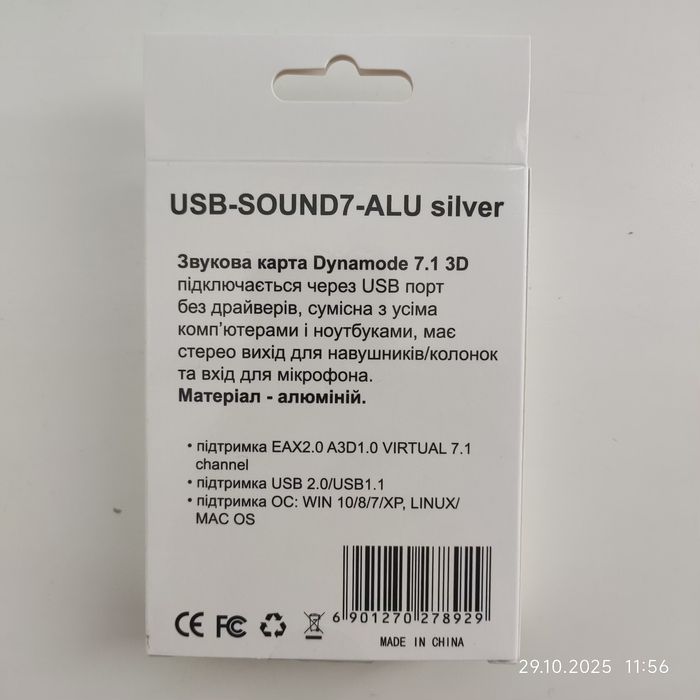 USB-SOUND7-ALU silver
Звукова карта Dynamode 7.1 3D
підключається через USB порт
без драйверів, сумісна з усіма
комп'ютерами і ноутбуками, має
стерео вихід для навушників/колонок
та вхід для мікрофона.
Матеріал - алюміній.
• підтримка EAX2.0 A3D1.0 VIRTUAL 7.1
channel
• підтримка USB 2.0/USB1.1
• підтримка ОС: WIN 10/8/7/XP, LINUX/
MAC OS
CE FC 6 901270 278929
MADE IN CHINA
29.10.2025 11:56